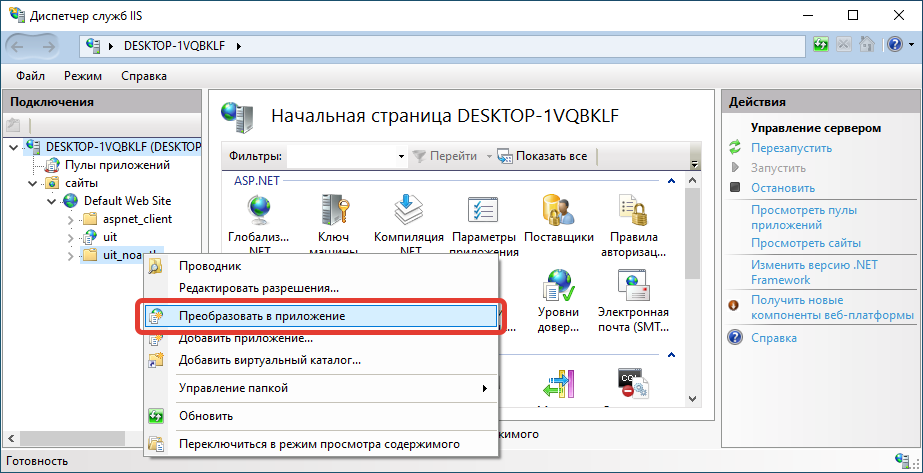 Диспетчер служб IIS
DESKTOP-1VQBKLF
Файл Режим Справка
Подключения
DESKTOP-1VQBKLF (DESKTOP
Пулы приложений
сайты
Default Web Site
aspnet_client
uit
Начальная страница DESKTOP-1VQBKLF
Фильтры: Перейти Показать все
ASP.NET
Глобализ... .NET
Ключ машины
Компиляция .NET
Параметры приложения
Поставщики
Правила авторизац...
Уровни довер...
Электронная почта (SMT...
Проводник
Редактировать разрешения...
Преобразовать в приложение
Добавить приложение...
Добавить виртуальный каталог...
Управление папкой
Обновить
Переключиться в режим просмотра содержимого
Действия
Управление сервером
Перезапустить
Запустить
Остановить
Просмотреть пулы
приложений
Просмотреть сайты
Изменить версию .NET
Framework
Получить новые
компоненты веб-платформы
Справка
Готовность